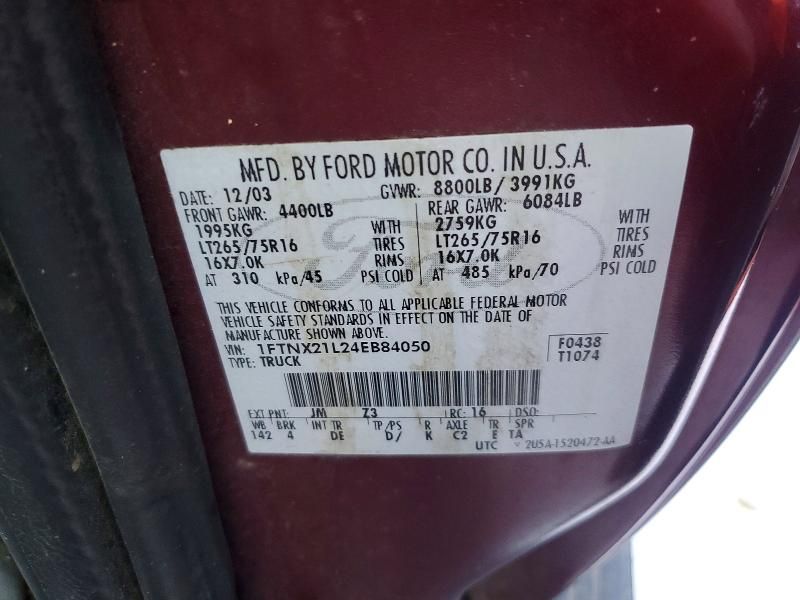 MFD. BY FORD MOTOR CO. IN U.S.A.
DATE: 12/03 GVWR: 8800LB/ 3991KG
FRONT GAWR: 4400LB REAR GAWR: 6084LB
1995KG WITH 2759KG WITH
LT265/75R16 TIRES LT265/75R16 TIRES
16X7.0K RIMS 16X7.0K RIMS
AT 310 kPa/45 PSI COLD AT 485 kPa/70 PSI COLD
Ford
THIS VEHICLE CONFORMS TO ALL APPLICABLE FEDERAL MOTOR
VEHICLE SAFETY STANDARDS IN EFFECT ON THE DATE OF
MANUFACTURE SHOWN ABOVE.
VIN: 1FTNX21L24EB84050 F0438
TYPE: TRUCK T1074
EXT PNT: JM Z3 RC: 16 DSO:
WB BRK INT TR TP/PS R AXLE TR SPR
142 4 DE D/ K C2 E TA
UTC 2U5A-1520472-AA